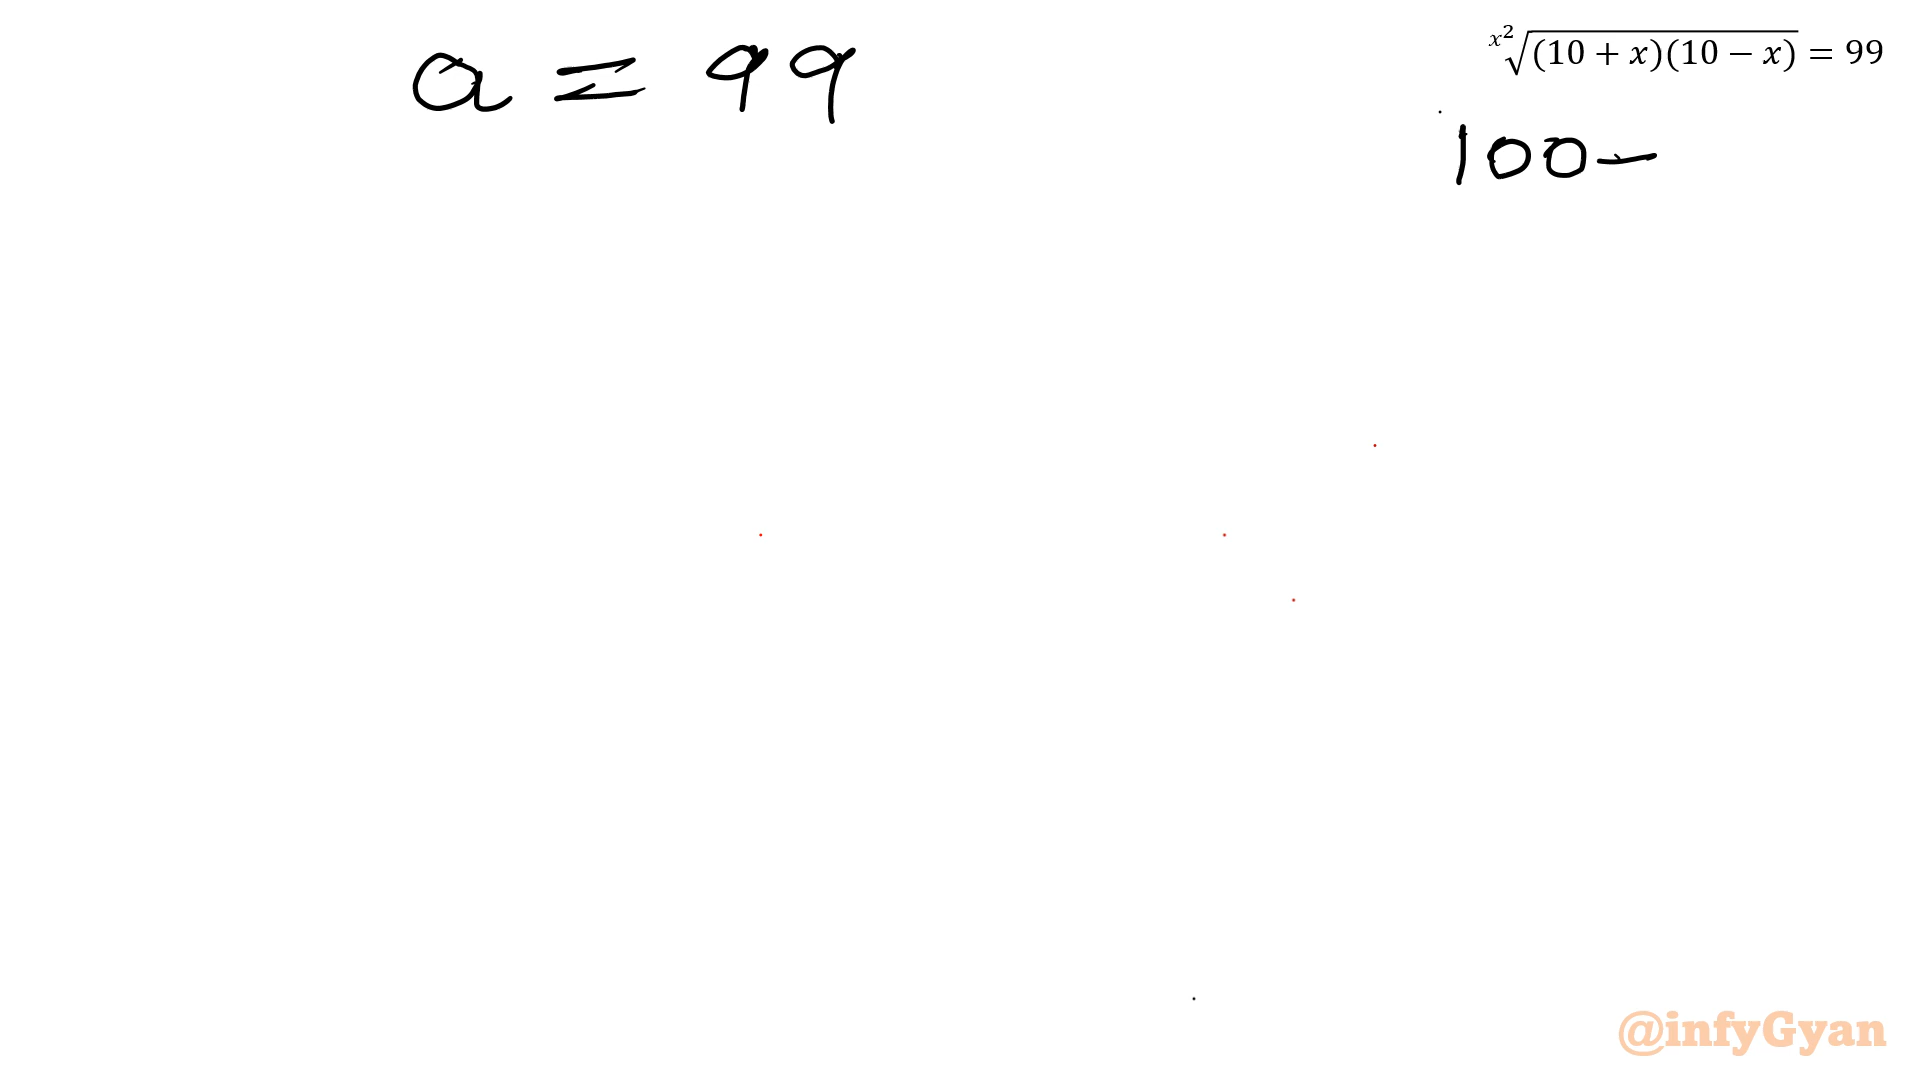 a = 99
ˣ²√(10 + x)(10 − x) = 99
100−
@infyGyan